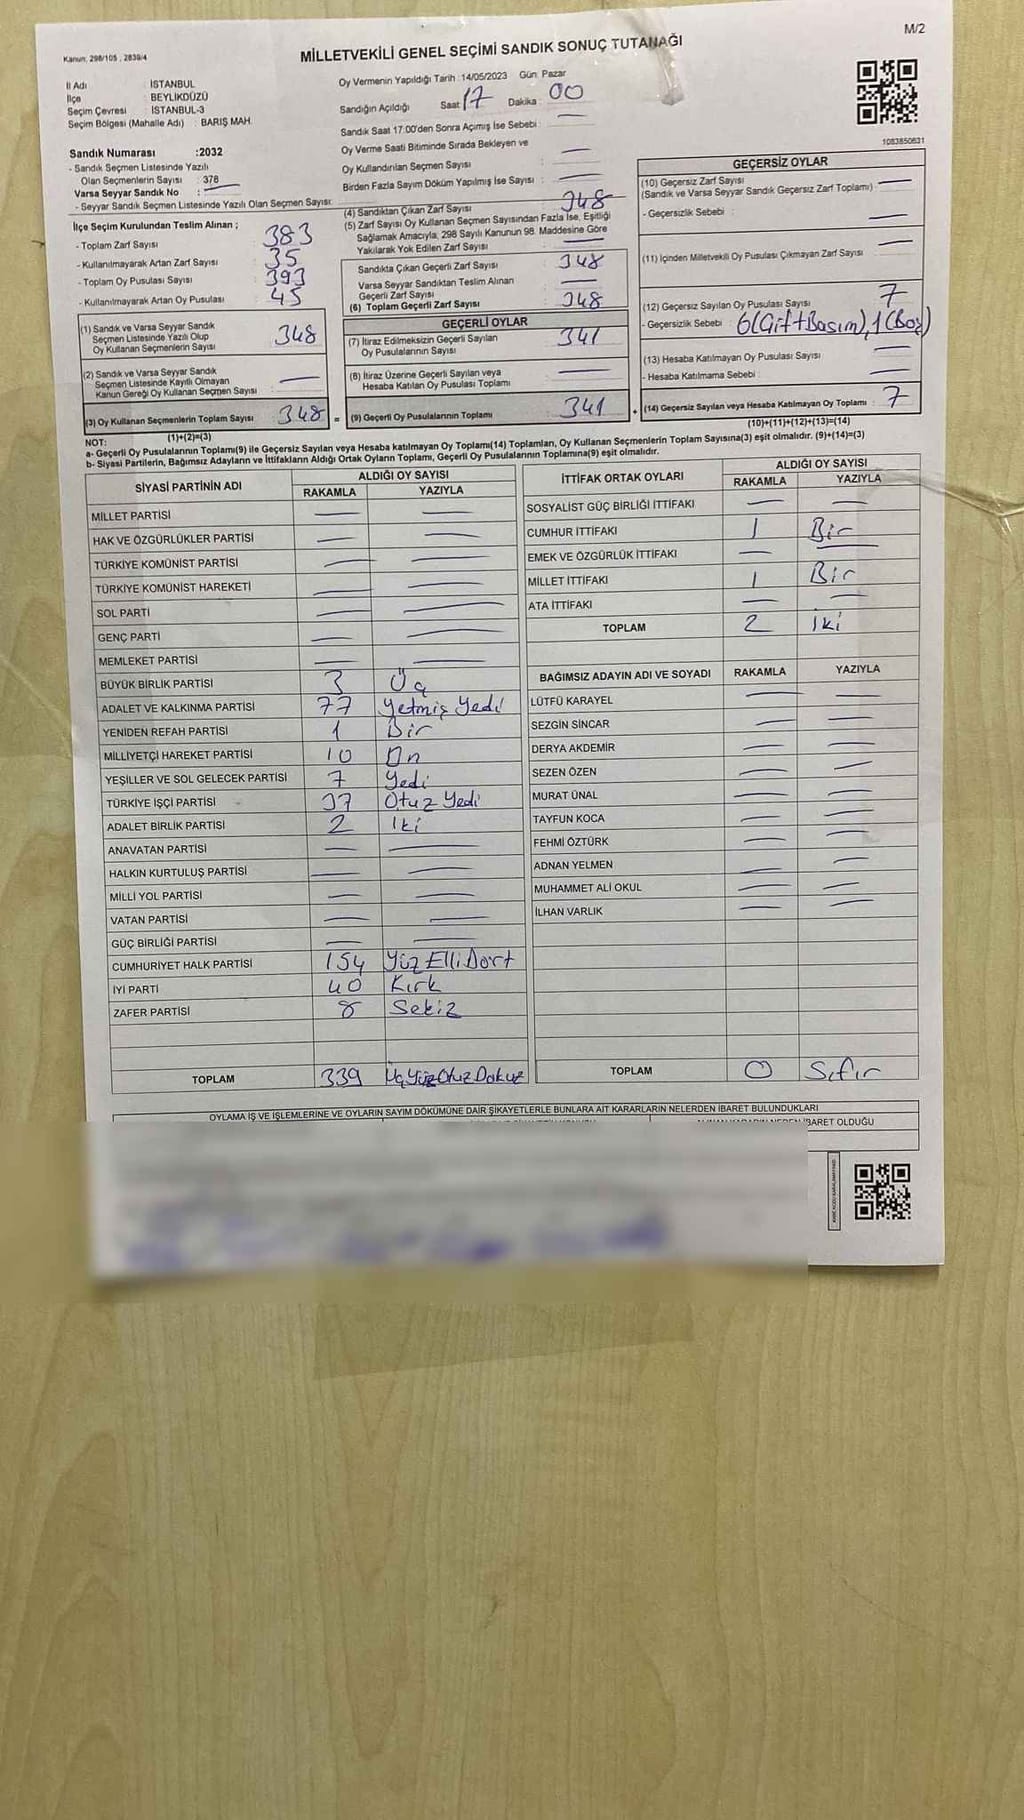 M/2
Kanun: 298/105 , 2839/4
MİLLETVEKİLİ GENEL SEÇİMİ SANDIK SONUÇ TUTANAĞI
İl Adı : İSTANBUL
İlçe : BEYLİKDÜZÜ
Seçim Çevresi : İSTANBUL-3
Seçim Bölgesi (Mahalle Adı) : BARIŞ MAH.
Sandık Numarası :2032
- Sandık Seçmen Listesinde Yazılı
Olan Seçmenlerin Sayısı : 378
Varsa Seyyar Sandık No : —
- Seyyar Sandık Seçmen Listesinde Yazılı Olan Seçmen Sayısı:
Oy Vermenin Yapıldığı Tarih :14/05/2023 Gün: Pazar
Sandığın Açıldığı Saat 17 Dakika : 00
Sandık Saat 17:00'den Sonra Açımış İse Sebebi : —
Oy Verme Saati Bitiminde Sırada Bekleyen ve
Oy Kullandırılan Seçmen Sayısı : —
Birden Fazla Sayım Döküm Yapılmış İse Sayısı : —
1083850631
İlçe Seçim Kurulundan Teslim Alınan ;
- Toplam Zarf Sayısı 383
- Kullanılmayarak Artan Zarf Sayısı 35
- Toplam Oy Pusulası Sayısı 393
- Kullanılmayarak Artan Oy Pusulası 45
(4) Sandıktan Çıkan Zarf Sayısı 348
(5) Zarf Sayısı Oy Kullanan Seçmen Sayısından Fazla İse, Eşitliği
Sağlamak Amacıyla, 298 Sayılı Kanunun 98. Maddesine Göre
Yakılarak Yok Edilen Zarf Sayısı —
Sandıkta Çıkan Geçerli Zarf Sayısı 348
Varsa Seyyar Sandıktan Teslim Alınan
Geçerli Zarf Sayısı —
(6) Toplam Geçerli Zarf Sayısı 348
GEÇERSİZ OYLAR
(10) Geçersiz Zarf Sayısı
(Sandık ve Varsa Seyyar Sandık Geçersiz Zarf Toplamı) —
- Geçersizlik Sebebi : —
(11) İçinden Milletvekili Oy Pusulası Çıkmayan Zarf Sayısı —
(12) Geçersiz Sayılan Oy Pusulası Sayısı 7
- Geçersizlik Sebebi : 6(Çift Basım), 1(Boş)
(13) Hesaba Katılmayan Oy Pusulası Sayısı —
- Hesaba Katılmama Sebebi : —
(14) Geçersiz Sayılan veya Hesaba Katılmayan Oy Toplamı : 7
(10)+(11)+(12)+(13)=(14)
(1) Sandık ve Varsa Seyyar Sandık
Seçmen Listesinde Yazılı Olup
Oy Kullanan Seçmenlerin Sayısı 348
(2) Sandık ve Varsa Seyyar Sandık
Seçmen Listesinde Kayıtlı Olmayan
Kanun Gereği Oy Kullanan Seçmen Sayısı —
(3) Oy Kullanan Seçmenlerin Toplam Sayısı 348 =
(1)+(2)=(3)
GEÇERLİ OYLAR
(7) İtiraz Edilmeksizin Geçerli Sayılan
Oy Pusulalarının Sayısı 341
(8) İtiraz Üzerine Geçerli Sayılan veya
Hesaba Katılan Oy Pusulası Toplamı —
(9) Geçerli Oy Pusulalarının Toplamı 341 +
NOT:
a- Geçerli Oy Pusulalarının Toplamı(9) ile Geçersiz Sayılan veya Hesaba katılmayan Oy Toplamı(14) Toplamları, Oy Kullanan Seçmenlerin Toplam Sayısına(3) eşit olmalıdır. (9)+(14)=(3)
b- Siyasi Partilerin, Bağımsız Adayların ve İttifakların Aldığı Ortak Oyların Toplamı, Geçerli Oy Pusulalarının Toplamına(9) eşit olmalıdır.
SİYASİ PARTİNİN ADI ALDIĞI OY SAYISI
RAKAMLA YAZIYLA
MİLLET PARTİSİ — —
HAK VE ÖZGÜRLÜKLER PARTİSİ — —
TÜRKİYE KOMÜNİST PARTİSİ — —
TÜRKİYE KOMÜNİST HAREKETİ — —
SOL PARTİ — —
GENÇ PARTİ — —
MEMLEKET PARTİSİ — —
BÜYÜK BİRLİK PARTİSİ 3 Üç
ADALET VE KALKINMA PARTİSİ 77 Yetmiş Yedi
YENİDEN REFAH PARTİSİ 1 Bir
MİLLİYETÇİ HAREKET PARTİSİ 10 On
YEŞİLLER VE SOL GELECEK PARTİSİ 7 Yedi
TÜRKİYE İŞÇİ PARTİSİ 37 Otuz Yedi
ADALET BİRLİK PARTİSİ 2 İki
ANAVATAN PARTİSİ — —
HALKIN KURTULUŞ PARTİSİ — —
MİLLİ YOL PARTİSİ — —
VATAN PARTİSİ — —
GÜÇ BİRLİĞİ PARTİSİ — —
CUMHURİYET HALK PARTİSİ 154 Yüz Elli Dört
İYİ PARTİ 40 Kırk
ZAFER PARTİSİ 8 Sekiz
TOPLAM 339 ÜçYüzOtuzDokuz
İTTİFAK ORTAK OYLARI ALDIĞI OY SAYISI
RAKAMLA YAZIYLA
SOSYALİST GÜÇ BİRLİĞİ İTTİFAKI — —
CUMHUR İTTİFAKI 1 Bir
EMEK VE ÖZGÜRLÜK İTTİFAKI — —
MİLLET İTTİFAKI 1 Bir
ATA İTTİFAKI — —
TOPLAM 2 İki
BAĞIMSIZ ADAYIN ADI VE SOYADI RAKAMLA YAZIYLA
LÜTFÜ KARAYEL — —
SEZGİN SİNCAR — —
DERYA AKDEMİR — —
SEZEN ÖZEN — —
MURAT ÜNAL — —
TAYFUN KOCA — —
FEHMİ ÖZTÜRK — —
ADNAN YELMEN — —
MUHAMMET ALİ OKUL — —
İLHAN VARLIK — —
TOPLAM 0 Sıfır
OYLAMA İŞ VE İŞLEMLERİNE VE OYLARIN SAYIM DÖKÜMÜNE DAİR ŞİKAYETLERLE BUNLARA AİT KARARLARIN NELERDEN İBARET BULUNDUKLARI
İBARET OLDUĞU